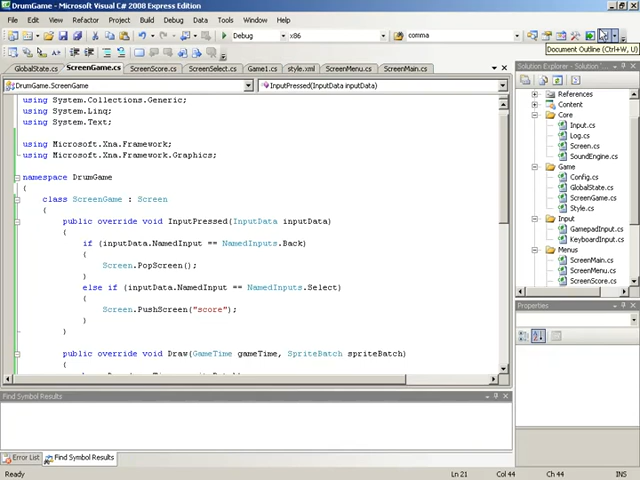 DrumGame - Microsoft Visual C# 2008 Express Edition
File Edit View Refactor Project Build Debug Data Tools Window Help
Debug x86 comma
Document Outline (Ctrl+W, U)
GlobalState.cs ScreenGame.cs ScreenScore.cs ScreenSelect.cs Game1.cs style.xml ScreenMenu.cs ScreenMain.cs
DrumGame.ScreenGame InputPressed(InputData inputData)
using System.Collections.Generic;
using System.Linq;
using System.Text;
using Microsoft.Xna.Framework;
using Microsoft.Xna.Framework.Graphics;
namespace DrumGame
{
class ScreenGame : Screen
{
public override void InputPressed(InputData inputData)
{
if (inputData.NamedInput == NamedInputs.Back)
{
Screen.PopScreen();
}
else if (inputData.NamedInput == NamedInputs.Select)
{
Screen.PushScreen("score");
}
}
public override void Draw(GameTime gameTime, SpriteBatch spriteBatch)
{
Solution Explorer - Solution '...
References
Content
Core
Input.cs
Log.cs
Screen.cs
SoundEngine.cs
Game
Config.cs
GlobalState.cs
ScreenGame.cs
Style.cs
Input
GamepadInput.cs
KeyboardInput.cs
Menus
ScreenMain.cs
ScreenMenu.cs
ScreenScore.cs
Properties
Find Symbol Results
Error List Find Symbol Results
Ready Ln 21 Col 44 Ch 44 INS